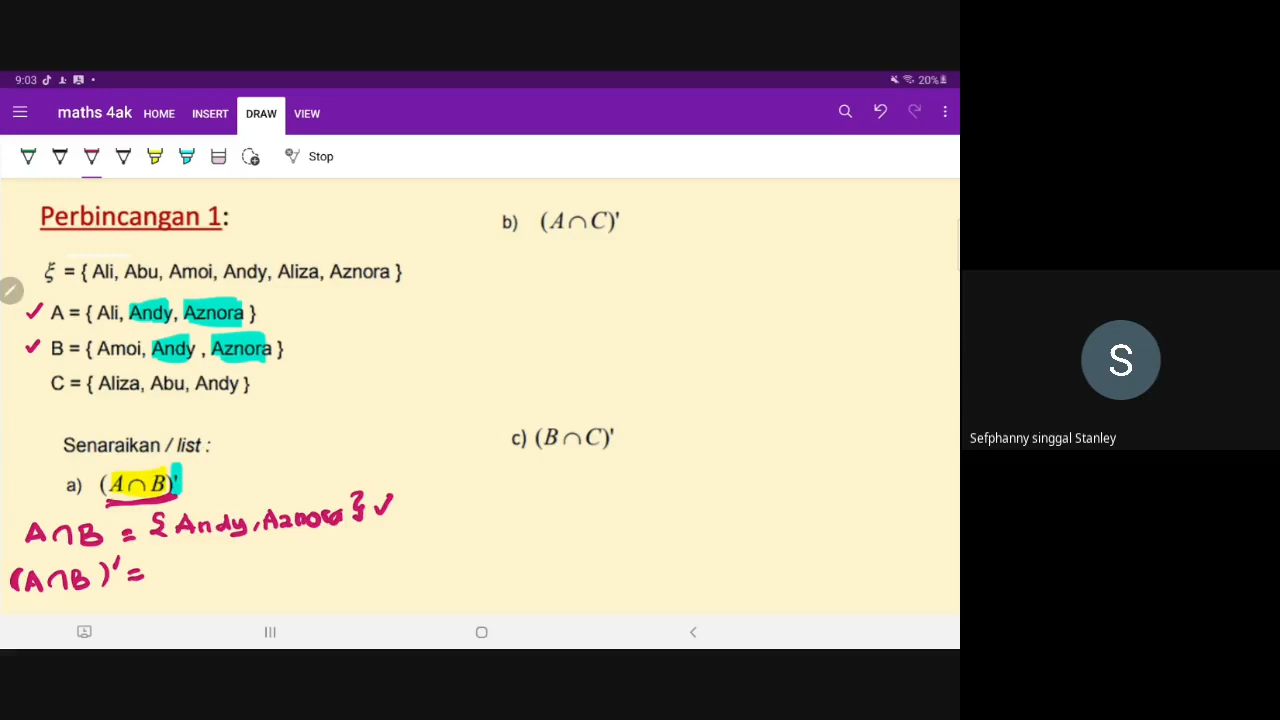 9:03
20%
maths 4ak HOME INSERT DRAW VIEW
Stop
Perbincangan 1:
ξ = { Ali, Abu, Amoi, Andy, Aliza, Aznora }
A = { Ali, Andy, Aznora }
B = { Amoi, Andy , Aznora }
C = { Aliza, Abu, Andy }
Senaraikan / list :
a) (A ∩ B)'
A∩B = {Andy, Aznora}
(A∩B)' =
b) (A ∩ C)'
c) (B ∩ C)'
S
Sefphanny singgal Stanley